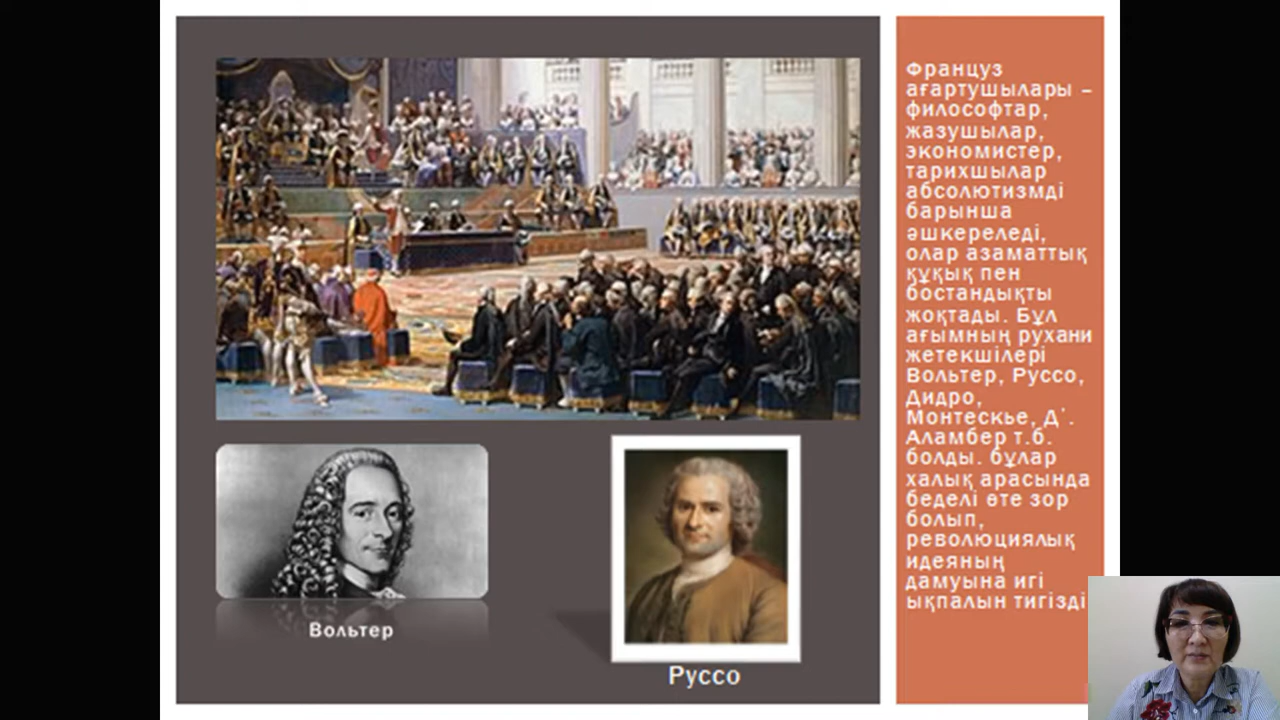 Француз
ағартушылары –
философтар,
жазушылар,
экономистер,
тарихшылар
абсолютизмді
барынша
әшкереледі,
олар азаматтық
құқық пен
бостандықты
жоқтады. Бұл
ағымның рухани
жетекшілері
Вольтер, Руссо,
Дидро,
Монтескье, Д'.
Аламбер т.б.
болды. бұлар
халық арасында
беделі өте зор
болып,
революциялық
идеяның
дамуына игі
ықпалын тигізді
Вольтер
Руссо